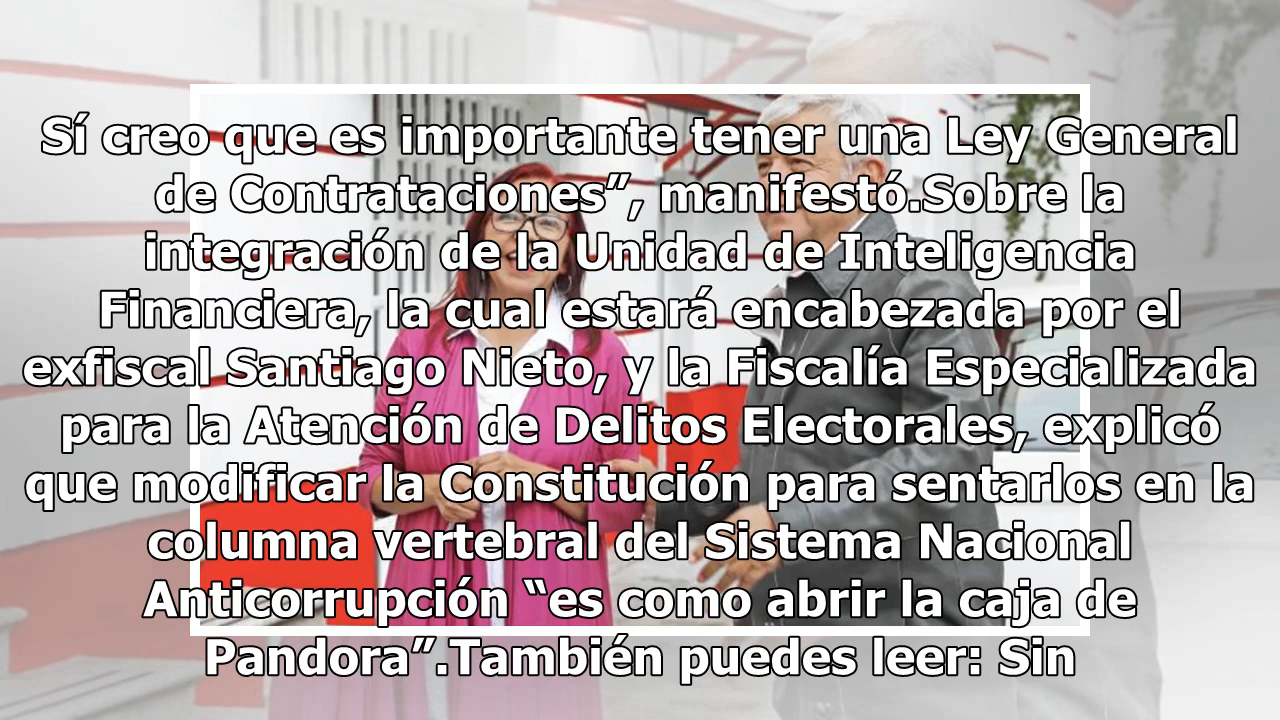 Sí creo que es importante tener una Ley General
de Contrataciones”, manifestó.Sobre la
integración de la Unidad de Inteligencia
Financiera, la cual estará encabezada por el
exfiscal Santiago Nieto, y la Fiscalía Especializada
para la Atención de Delitos Electorales, explicó
que modificar la Constitución para sentarlos en la
columna vertebral del Sistema Nacional
Anticorrupción “es como abrir la caja de
Pandora”.También puedes leer: Sin